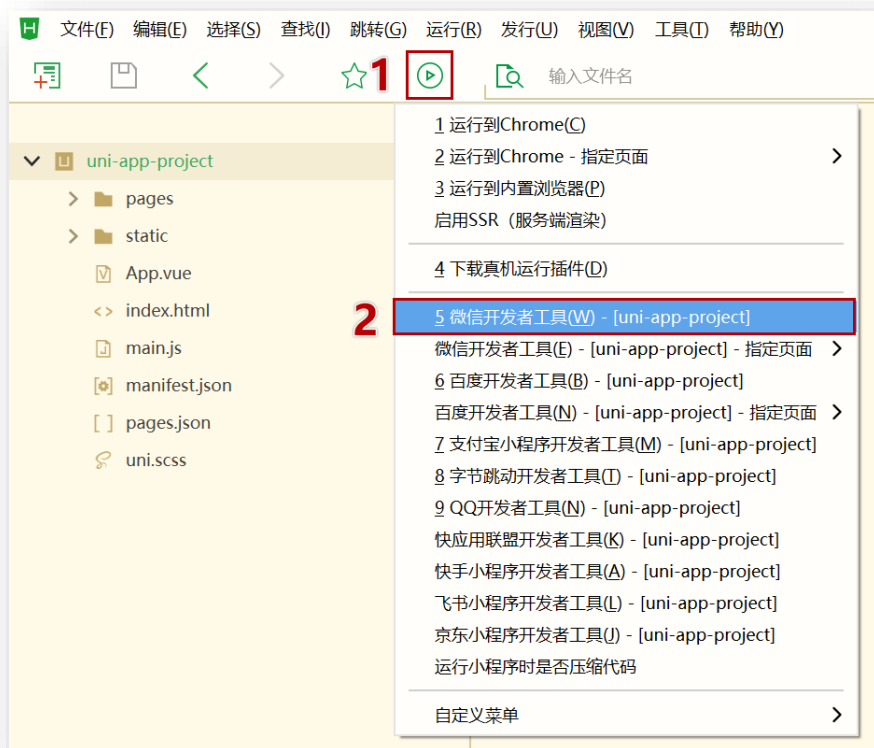 H
文件(F) 编辑(E) 选择(S) 查找(I) 跳转(G) 运行(R) 发行(U) 视图(V) 工具(T) 帮助(Y)
1
输入文件名
U uni-app-project
pages
static
App.vue
index.html
main.js
manifest.json
pages.json
uni.scss
1 运行到Chrome(C)
2 运行到Chrome - 指定页面
3 运行到内置浏览器(P)
启用SSR（服务端渲染）
4 下载真机运行插件(D)
2
5 微信开发者工具(W) - [uni-app-project]
微信开发者工具(E) - [uni-app-project] - 指定页面
6 百度开发者工具(B) - [uni-app-project]
百度开发者工具(N) - [uni-app-project] - 指定页面
7 支付宝小程序开发者工具(M) - [uni-app-project]
8 字节跳动开发者工具(T) - [uni-app-project]
9 QQ开发者工具(N) - [uni-app-project]
快应用联盟开发者工具(K) - [uni-app-project]
快手小程序开发者工具(A) - [uni-app-project]
飞书小程序开发者工具(L) - [uni-app-project]
京东小程序开发者工具(J) - [uni-app-project]
运行小程序时是否压缩代码
自定义菜单